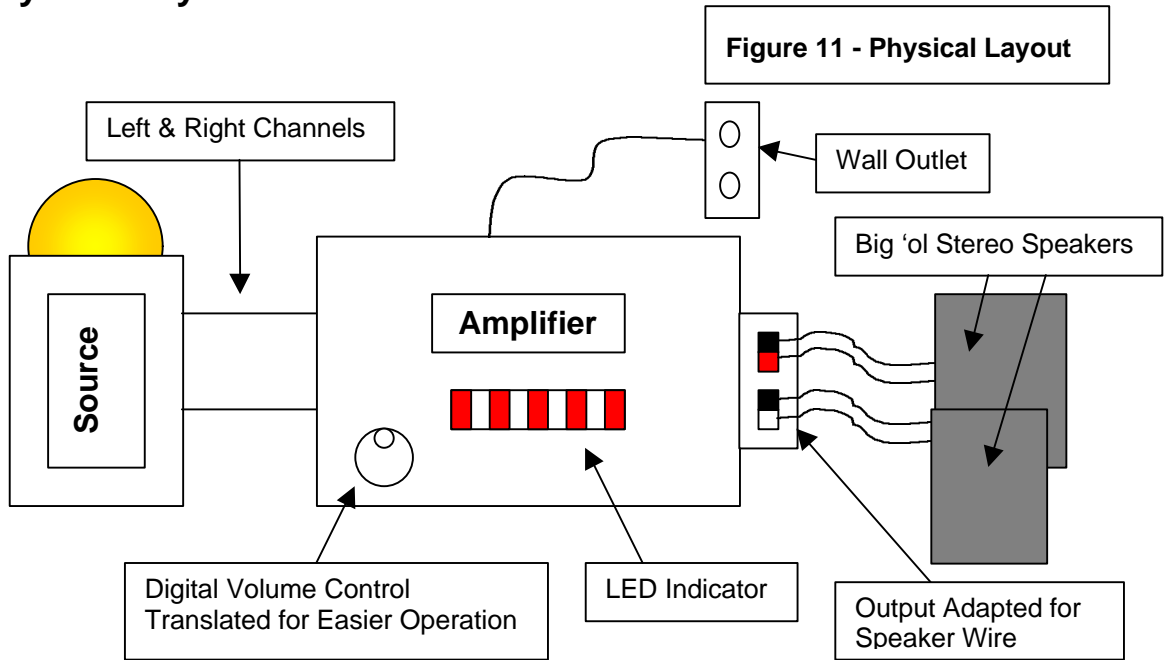 Figure 11 - Physical Layout
Left & Right Channels
Wall Outlet
Big ‘ol Stereo Speakers
Source
Amplifier
Digital Volume Control
Translated for Easier Operation
LED Indicator
Output Adapted for
Speaker Wire